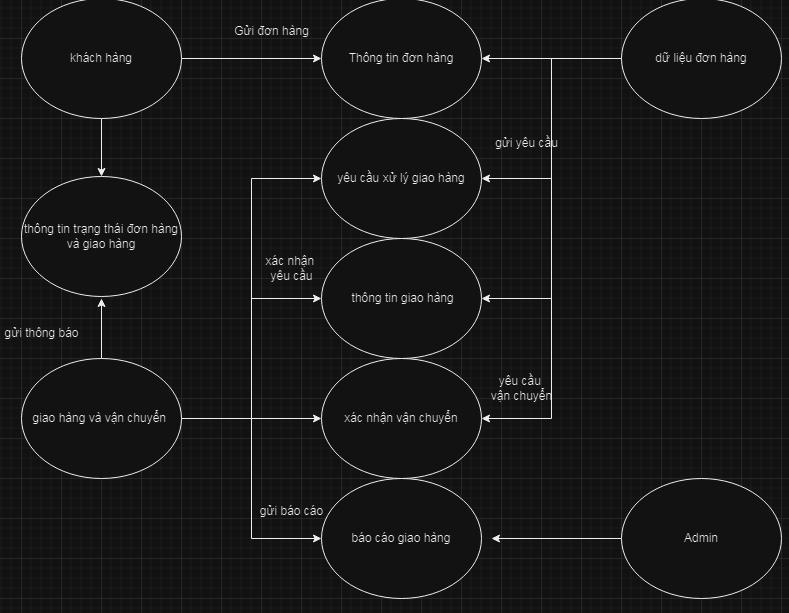 Gửi đơn hàng
khách hàng
Thông tin đơn hàng
dữ liệu đơn hàng
gửi yêu cầu
yêu cầu xử lý giao hàng
thông tin trạng thái đơn hàng
và giao hàng
xác nhận
yêu cầu
thông tin giao hàng
gửi thông báo
yêu cầu
vận chuyển
giao hàng và vận chuyển
xác nhận vận chuyển
gửi báo cáo
báo cáo giao hàng
Admin